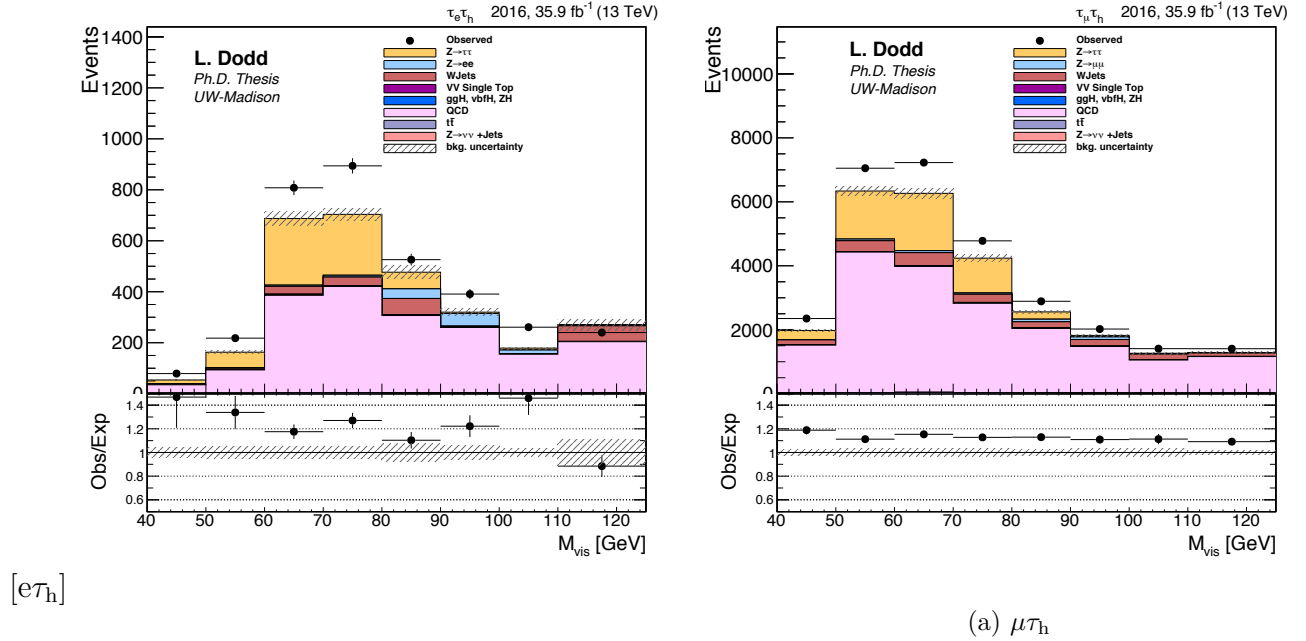 τeτh 2016, 35.9 fb-1 (13 TeV)
Events
1400
1200
1000
800
600
400
200
0
L. Dodd
Ph.D. Thesis
UW-Madison
Observed
Z→ττ
Z→ee
WJets
VV Single Top
ggH, vbfH, ZH
QCD
tt̄
Z→νν +Jets
bkg. uncertainty
Obs/Exp
1.4
1.2
1
0.8
0.6
40 50 60 70 80 90 100 110 120
Mvis [GeV]
[eτh]
τμτh 2016, 35.9 fb-1 (13 TeV)
Events
10000
8000
6000
4000
2000
0
L. Dodd
Ph.D. Thesis
UW-Madison
Observed
Z→ττ
Z→μμ
WJets
VV Single Top
ggH, vbfH, ZH
QCD
tt̄
Z→νν +Jets
bkg. uncertainty
Obs/Exp
1.4
1.2
1
0.8
0.6
40 50 60 70 80 90 100 110 120
Mvis [GeV]
(a) μτh